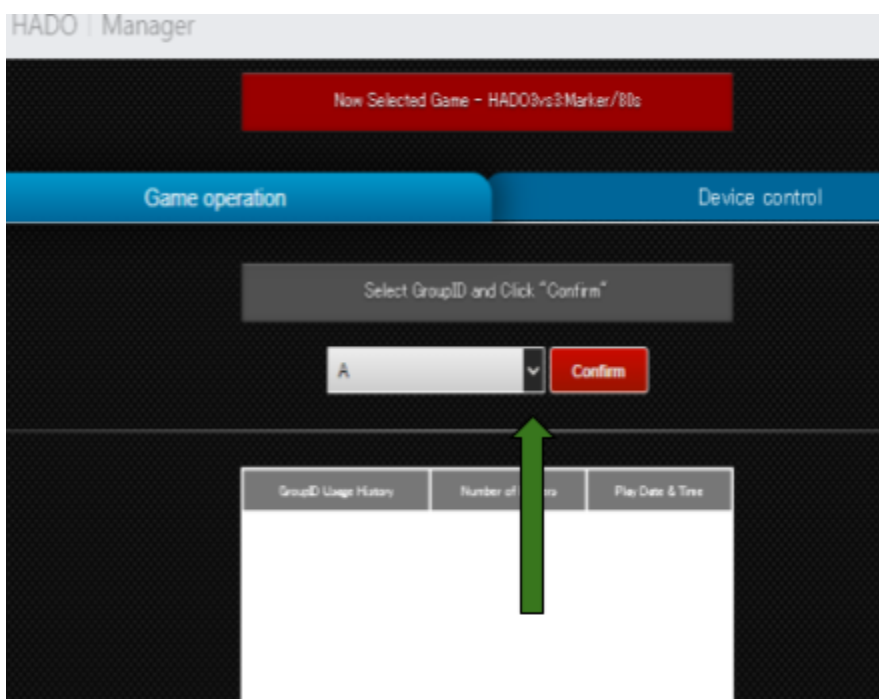 HADO | Manager
Now Selected Game - HADO3vs3:Marker/80s
Game operation
Device control
Select GroupID and Click "Confirm"
A
Confirm
GroupID Usage History
Number of
Play Date & Time